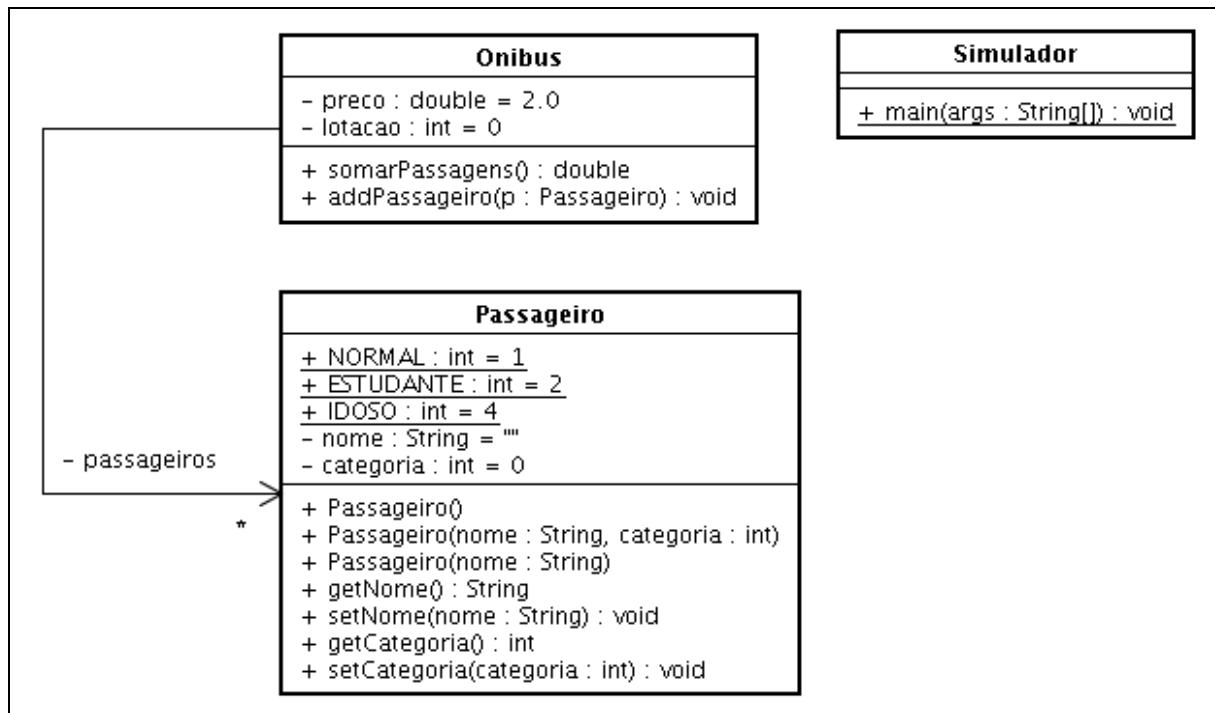 Onibus
- preco : double = 2.0
- lotacao : int = 0
+ somarPassagens() : double
+ addPassageiro(p : Passageiro) : void
Simulador
+ main(args : String[]) : void
- passageiros
*
Passageiro
+ NORMAL : int = 1
+ ESTUDANTE : int = 2
+ IDOSO : int = 4
- nome : String = ""
- categoria : int = 0
+ Passageiro()
+ Passageiro(nome : String, categoria : int)
+ Passageiro(nome : String)
+ getNome() : String
+ setNome(nome : String) : void
+ getCategoria() : int
+ setCategoria(categoria : int) : void